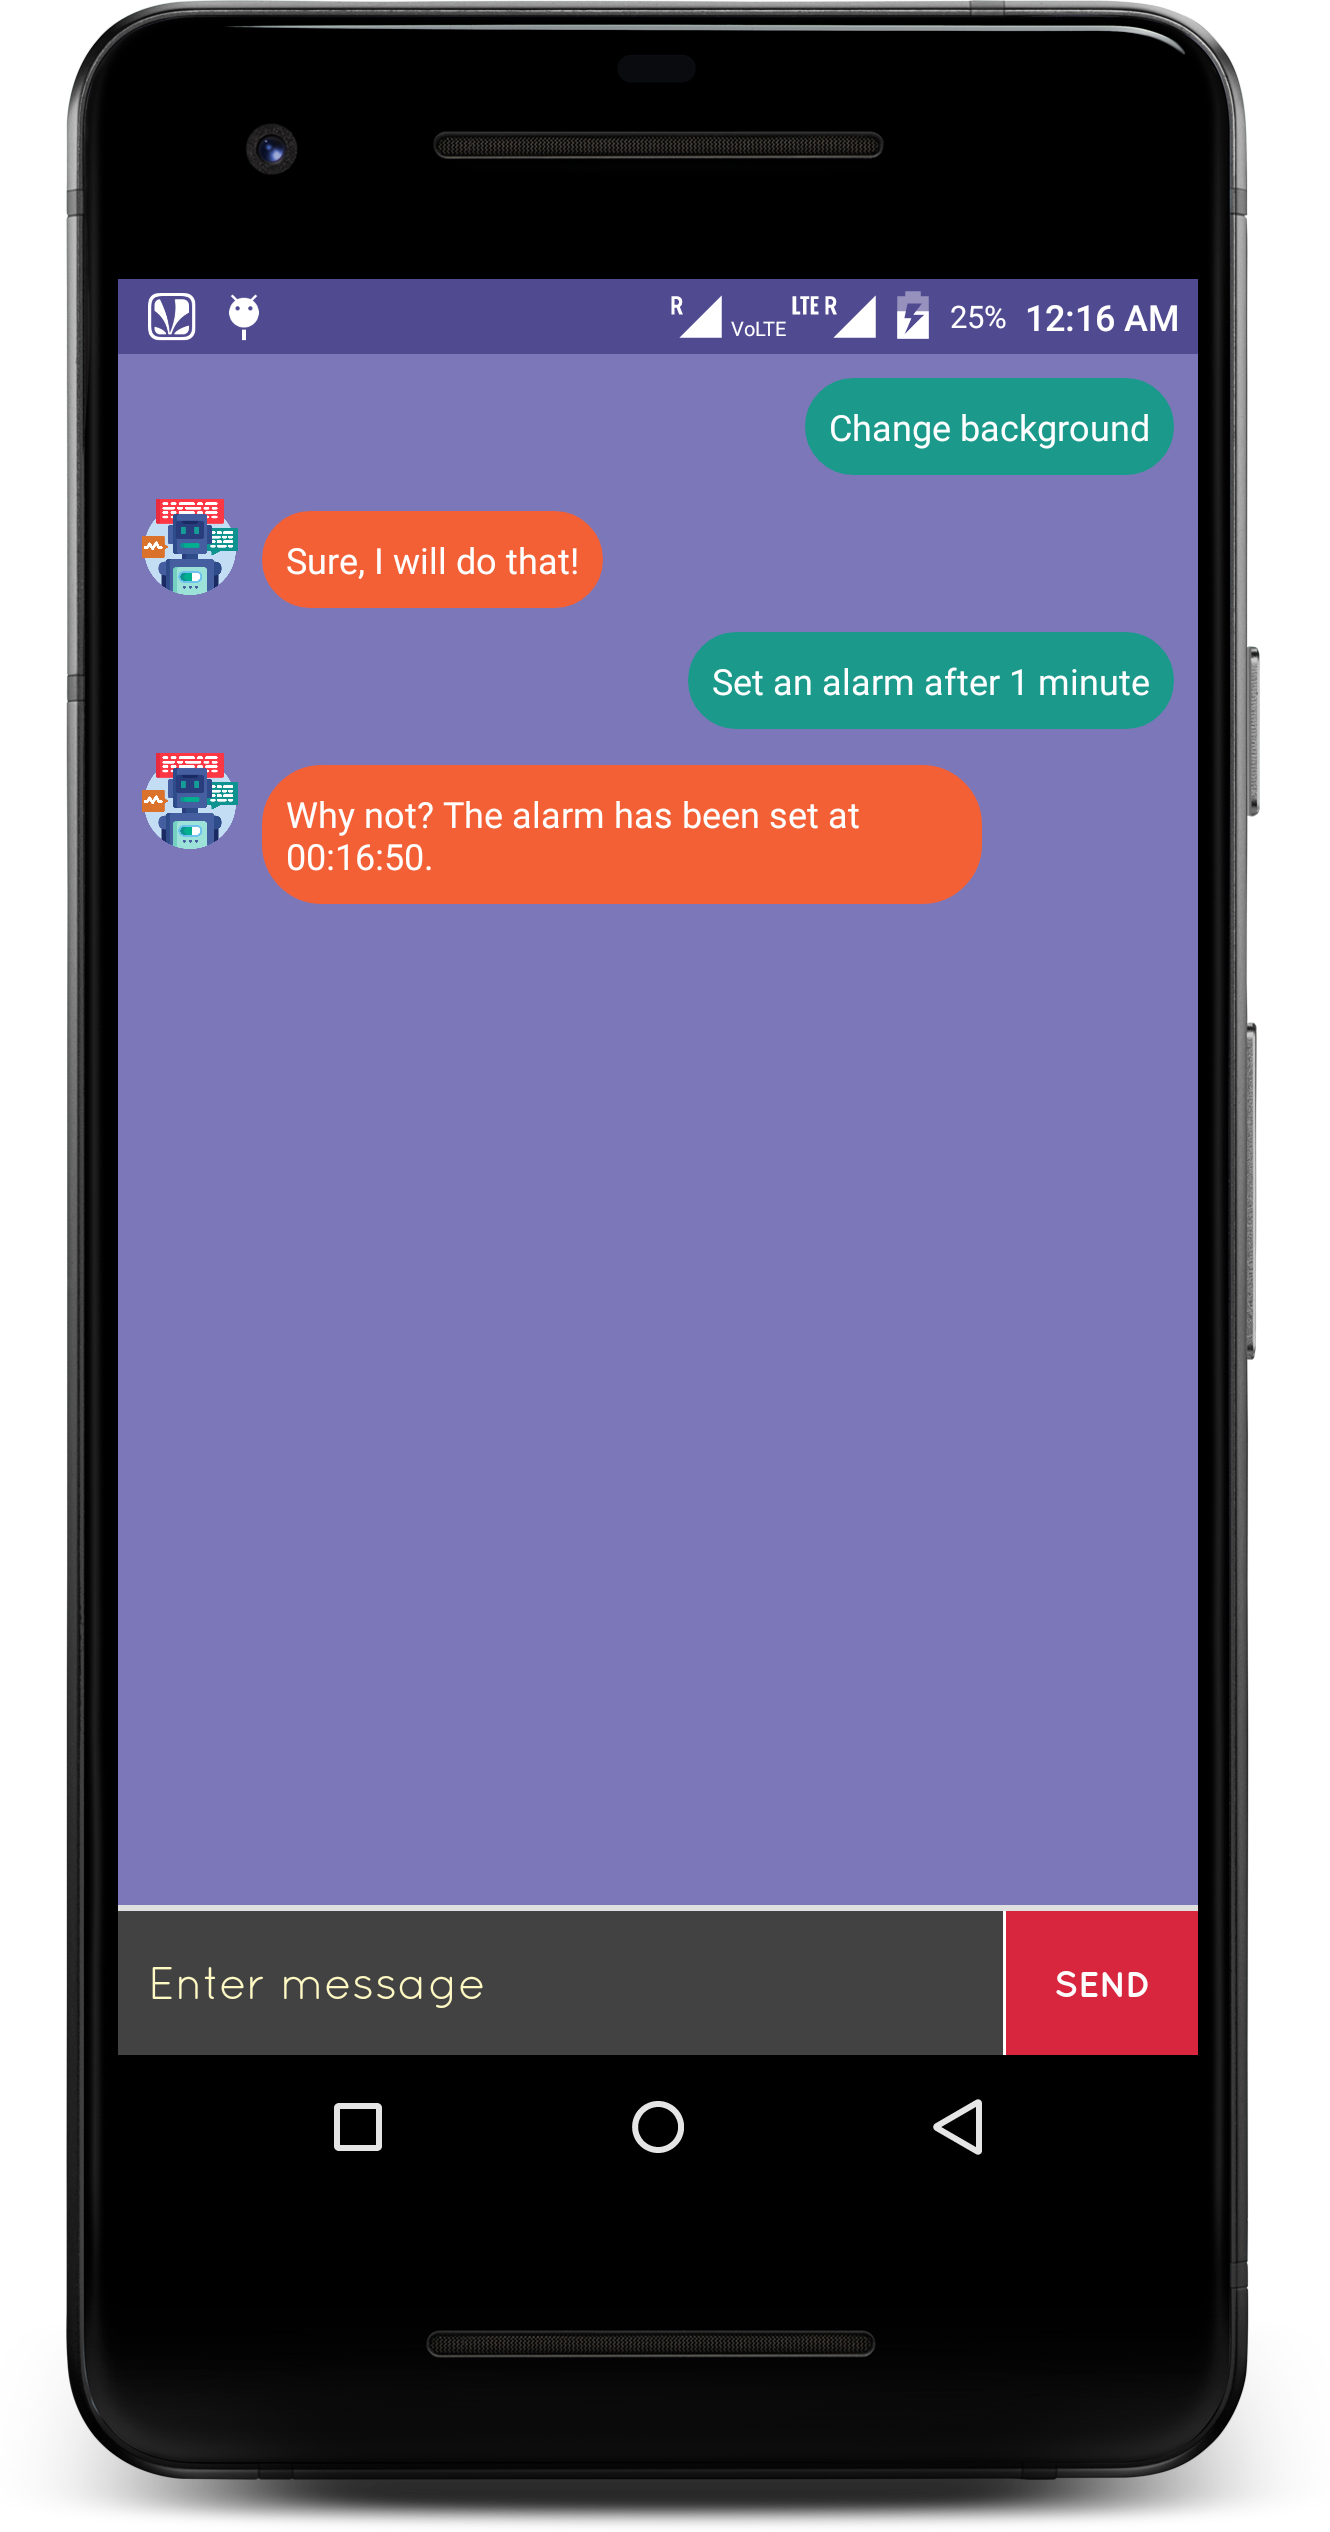 R VoLTE LTE R 25% 12:16 AM
Change background
Sure, I will do that!
Set an alarm after 1 minute
Why not? The alarm has been set at
00:16:50.
Enter message
SEND